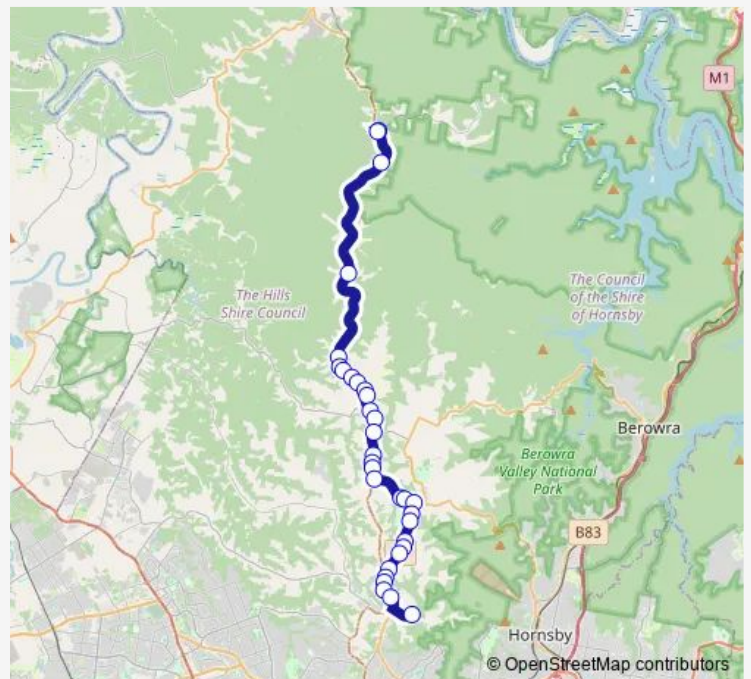 M1
The Hills
Shire Council
The Council
of the Shire
of Hornsby
Berowra
Berowra
Valley National
Park
B83
Hornsby
© OpenStreetMap contributors